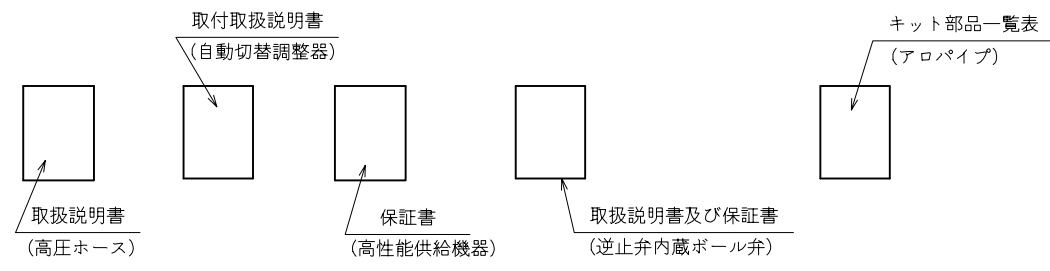 取付取扱説明書
(自動切替調整器)
キット部品一覧表
(アロパイプ)
取扱説明書
(高圧ホース)
保証書
(高性能供給機器)
取扱説明書及び保証書
(逆止弁内蔵ボール弁)